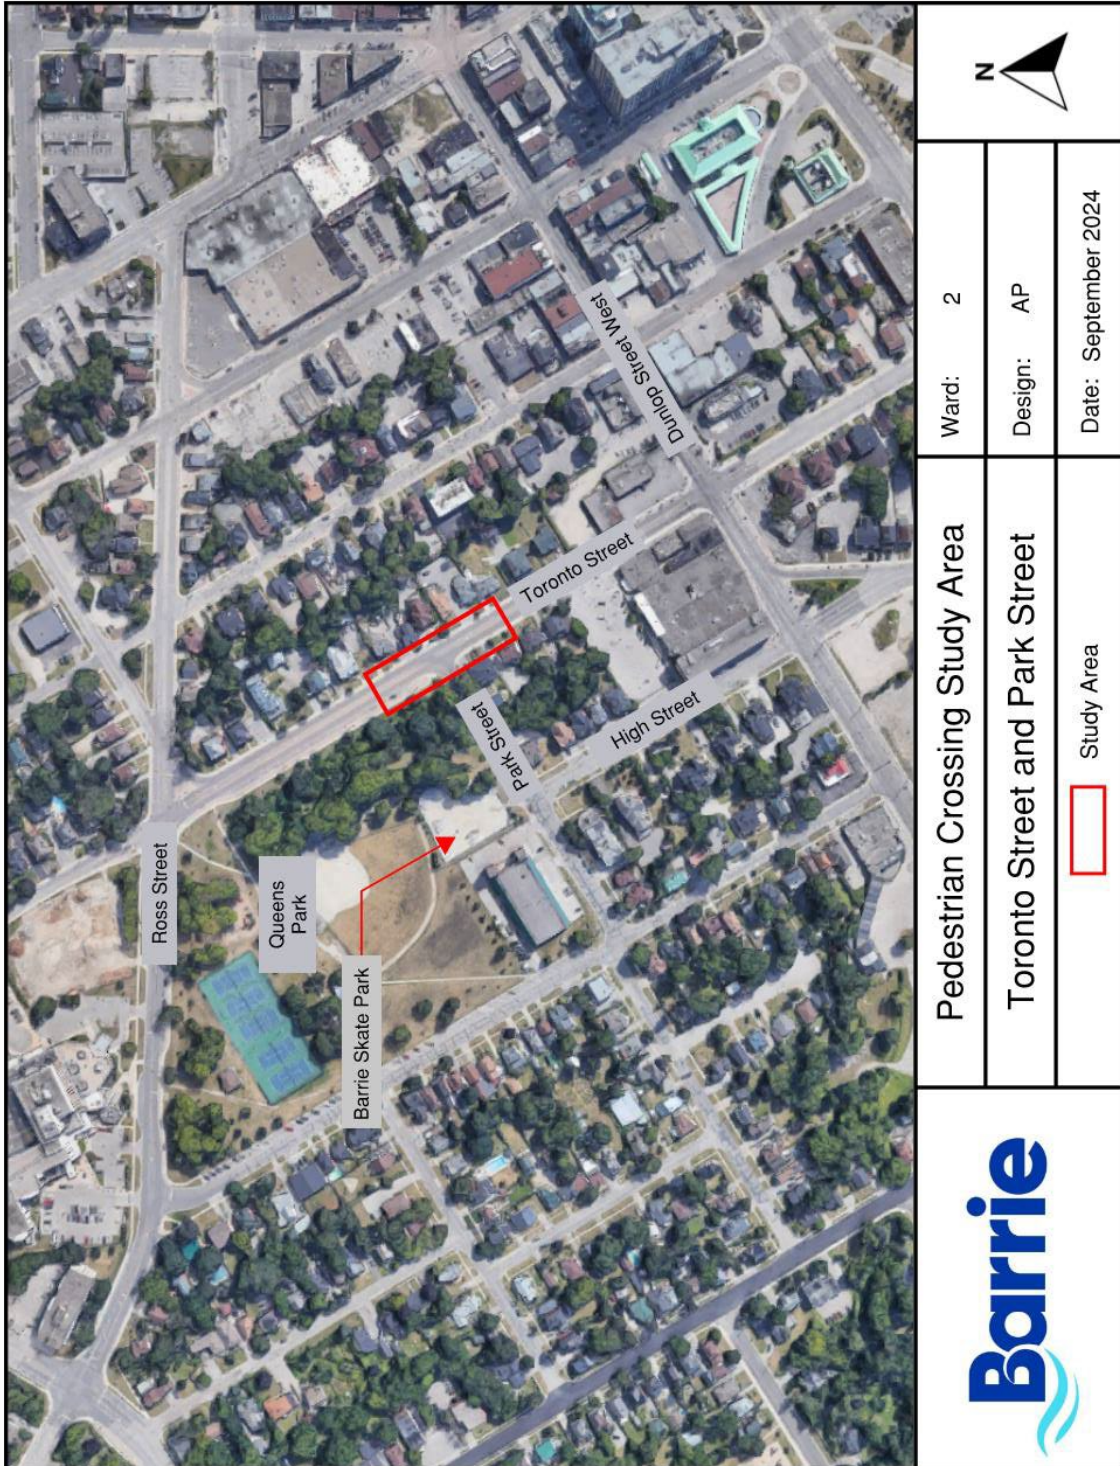 Ross Street
Queens
Park
Barrie Skate Park
Park Street
High Street
Toronto Street
Dunlop Street West
Barrie
Pedestrian Crossing Study Area
Toronto Street and Park Street
Study Area
Ward: 2
Design: AP
Date: September 2024
N